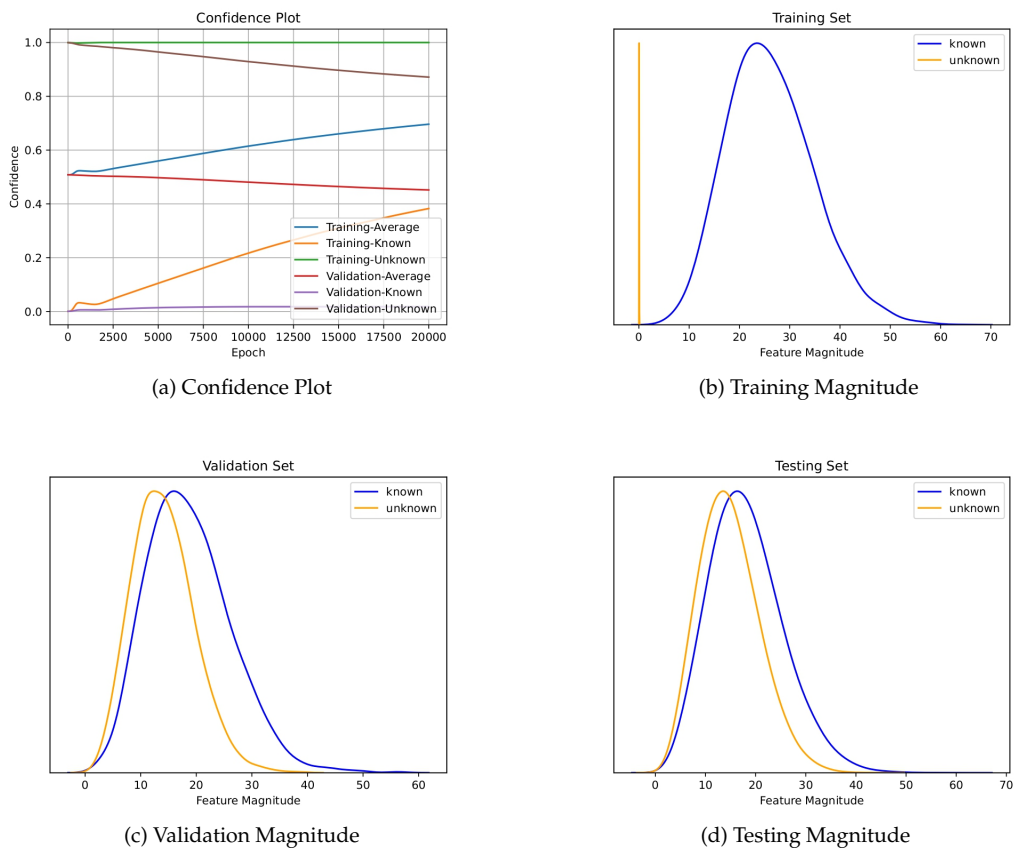 Confidence Plot
1.0
0.8
0.6
0.4
0.2
0.0
Confidence
Training-Average
Training-Known
Training-Unknown
Validation-Average
Validation-Known
Validation-Unknown
0 2500 5000 7500 10000 12500 15000 17500 20000
Epoch
(a) Confidence Plot
Training Set
known
unknown
0 10 20 30 40 50 60 70
Feature Magnitude
(b) Training Magnitude
Validation Set
known
unknown
0 10 20 30 40 50 60
Feature Magnitude
(c) Validation Magnitude
Testing Set
known
unknown
0 10 20 30 40 50 60 70
Feature Magnitude
(d) Testing Magnitude